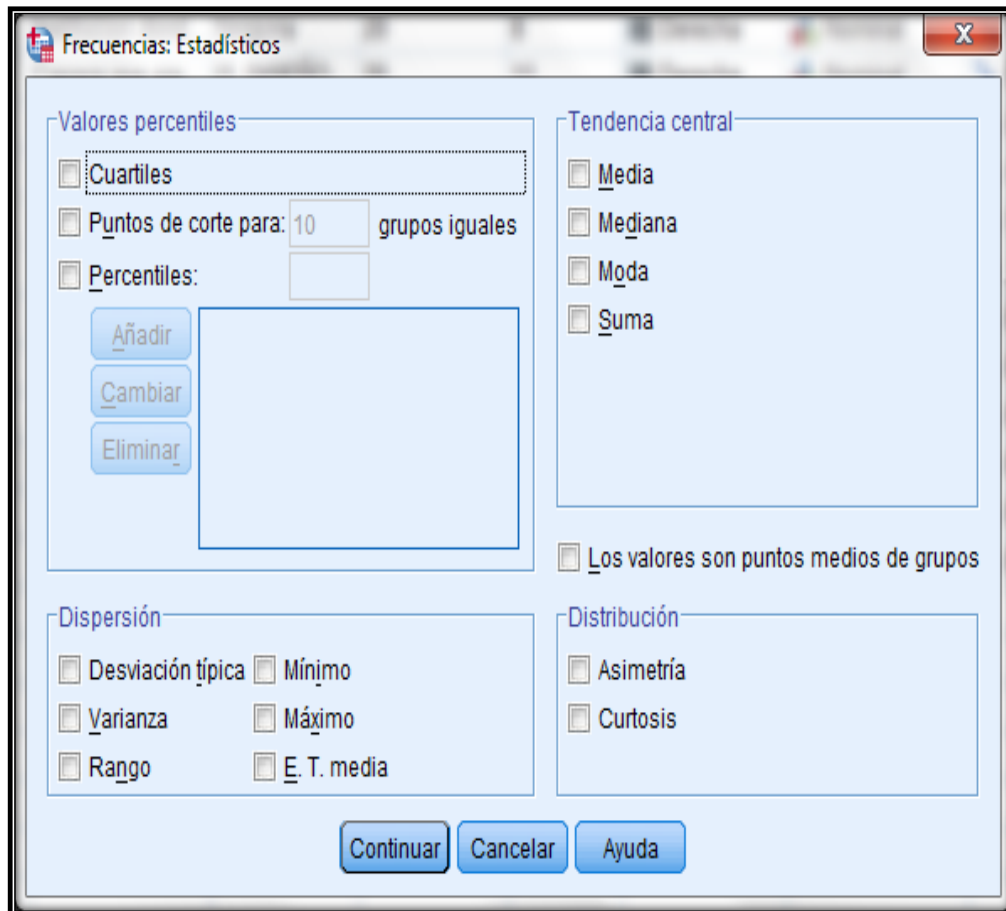 Frecuencias: Estadísticos
X
Valores percentiles
Cuartiles
Puntos de corte para: 10 grupos iguales
Percentiles:
Añadir
Cambiar
Eliminar
Tendencia central
Media
Mediana
Moda
Suma
Los valores son puntos medios de grupos
Dispersión
Desviación típica Mínimo
Varianza Máximo
Rango E. T. media
Distribución
Asimetría
Curtosis
Continuar Cancelar Ayuda